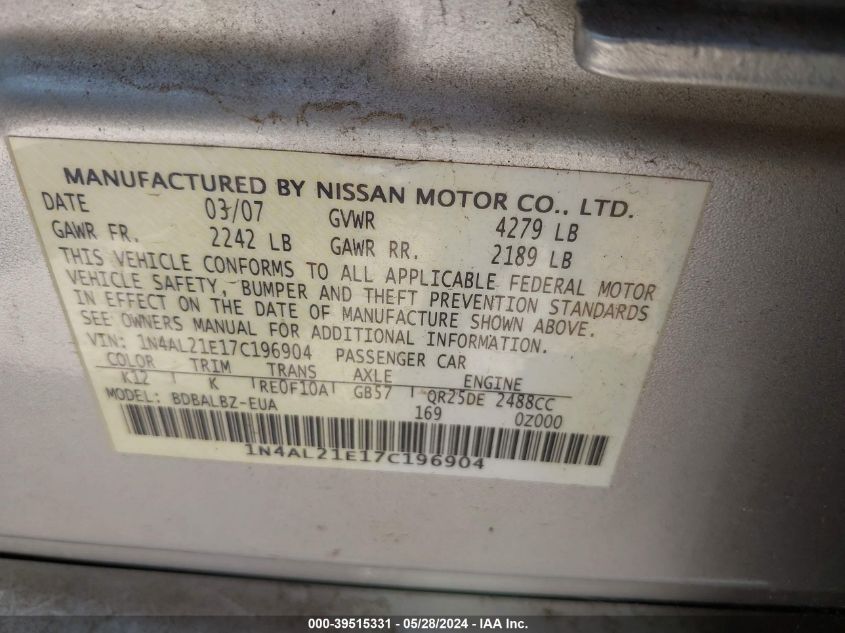 MANUFACTURED BY NISSAN MOTOR CO., LTD.
DATE 03/07 GVWR 4279 LB
GAWR FR. 2242 LB GAWR RR. 2189 LB
THIS VEHICLE CONFORMS TO ALL APPLICABLE FEDERAL MOTOR
VEHICLE SAFETY, BUMPER AND THEFT PREVENTION STANDARDS
IN EFFECT ON THE DATE OF MANUFACTURE SHOWN ABOVE.
SEE OWNERS MANUAL FOR ADDITIONAL INFORMATION.
VIN: 1N4AL21E17C196904 PASSENGER CAR
COLOR TRIM TRANS AXLE ENGINE
K12 K RE0F10A GB57 QR25DE 2488CC
MODEL: BDBALBZ-EUA 169 0Z000
1N4AL21E17C196904
000-39515331 - 05/28/2024 - IAA Inc.